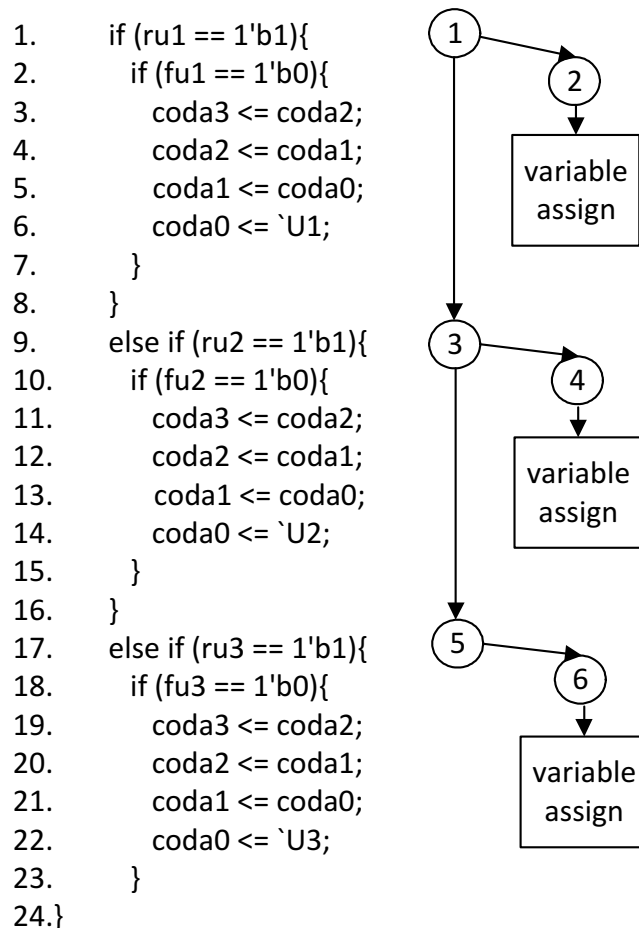 1. if (ru1 == 1'b1){
2. if (fu1 == 1'b0){
3. coda3 <= coda2;
4. coda2 <= coda1;
5. coda1 <= coda0;
6. coda0 <= `U1;
7. }
8. }
9. else if (ru2 == 1'b1){
10. if (fu2 == 1'b0){
11. coda3 <= coda2;
12. coda2 <= coda1;
13. coda1 <= coda0;
14. coda0 <= `U2;
15. }
16. }
17. else if (ru3 == 1'b1){
18. if (fu3 == 1'b0){
19. coda3 <= coda2;
20. coda2 <= coda1;
21. coda1 <= coda0;
22. coda0 <= `U3;
23. }
24.}
1
2
variable
assign
3
4
variable
assign
5
6
variable
assign